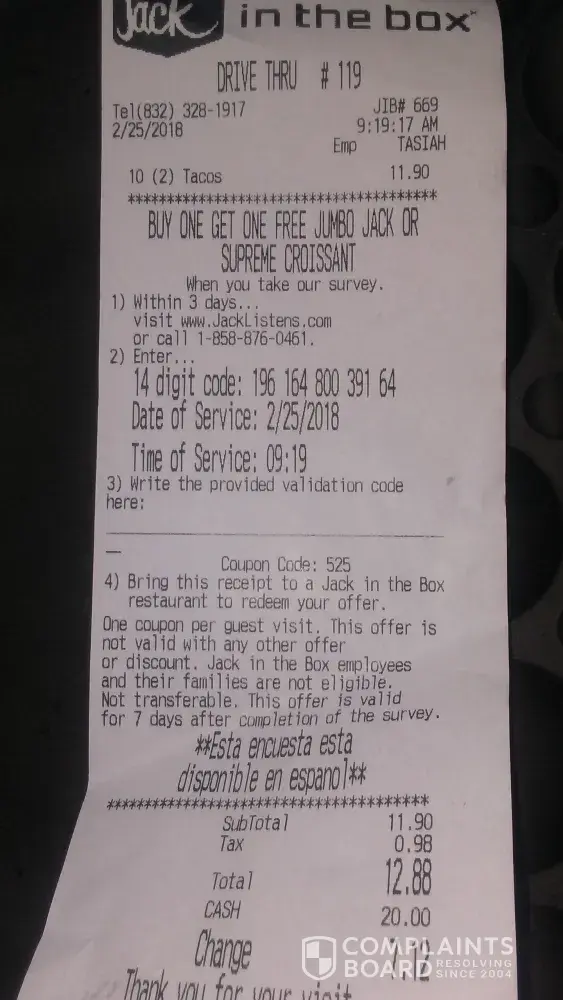 Jack in the box
DRIVE THRU # 119
Tel(832) 328-1917 JIB# 669
2/25/2018 9:19:17 AM
Emp TASIAH
10 (2) Tacos 11.90
****************************************
BUY ONE GET ONE FREE JUMBO JACK OR
SUPREME CROISSANT
When you take our survey.
1) Within 3 days...
visit www.JackListens.com
or call 1-858-876-0461.
2) Enter...
14 digit code: 196 164 800 391 64
Date of Service: 2/25/2018
Time of Service: 09:19
3) Write the provided validation code
here:
Coupon Code: 525
4) Bring this receipt to a Jack in the Box
restaurant to redeem your offer.
One coupon per guest visit. This offer is
not valid with any other offer
or discount. Jack in the Box employees
and their families are not eligible.
Not transferable. This offer is valid
for 7 days after completion of the survey.
**Esta encuesta esta
disponible en espanol**
****************************************
SubTotal 11.90
Tax 0.98
Total 12.88
CASH 20.00
Change 7.12
Thank you for your visit
COMPLAINTS
BOARD RESOLVING
SINCE 2004